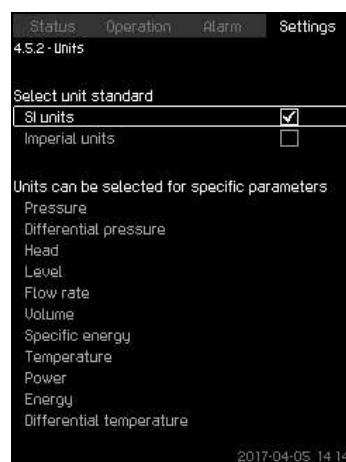 Status Operation Alarm Settings
4.5.2 - Units
Select unit standard
SI units
Imperial units
Units can be selected for specific parameters
Pressure
Differential pressure
Head
Level
Flow rate
Volume
Specific energy
Temperature
Power
Energy
Differential temperature
2017-04-05 14:14